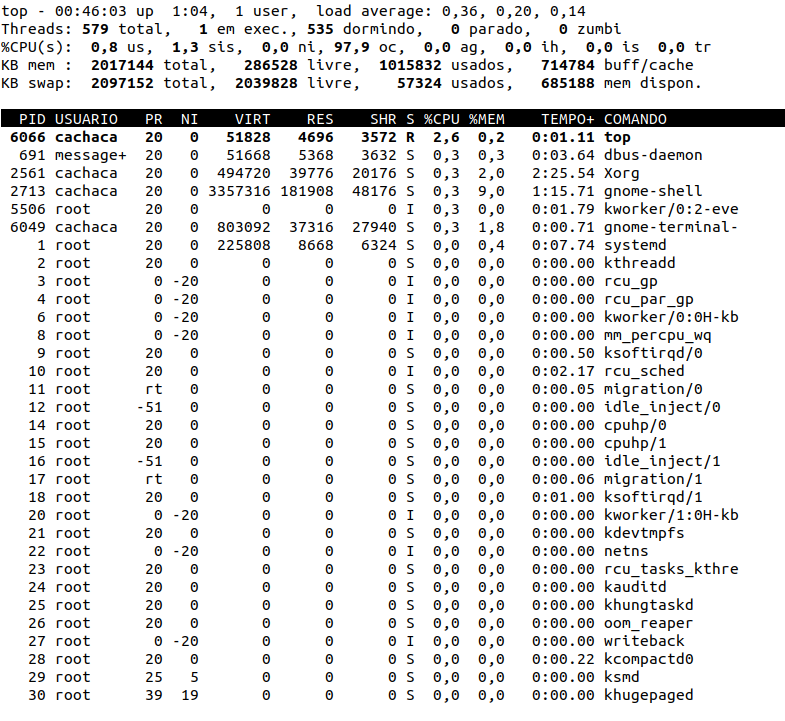 top - 00:46:03 up  1:04,  1 user,  load average: 0,36, 0,20, 0,14
Threads: 579 total,   1 em exec., 535 dormindo,   0 parado,   0 zumbi
%CPU(s):  0,8 us,  1,3 sis,  0,0 ni, 97,9 oc,  0,0 ag,  0,0 ih,  0,0 is  0,0 tr
KB mem :  2017144 total,   286528 livre,  1015832 usados,   714784 buff/cache
KB swap:  2097152 total,  2039828 livre,    57324 usados,   685188 mem dispon.
PID USUARIO   PR  NI    VIRT    RES    SHR S %CPU %MEM    TEMPO+ COMANDO
6066 cachaca   20   0   51828   4696   3572 R  2,6  0,2   0:01.11 top
691 message+  20   0   51668   5368   3632 S  0,3  0,3   0:03.64 dbus-daemon
2561 cachaca   20   0  494720  39776  20176 S  0,3  2,0   2:25.54 Xorg
2713 cachaca   20   0 3357316 181908  48176 S  0,3  9,0   1:15.71 gnome-shell
5506 root      20   0       0      0      0 I  0,3  0,0   0:01.79 kworker/0:2-eve
6049 cachaca   20   0  803092  37316  27940 S  0,3  1,8   0:00.71 gnome-terminal-
1 root      20   0  225808   8668   6324 S  0,0  0,4   0:07.74 systemd
2 root      20   0       0      0      0 S  0,0  0,0   0:00.00 kthreadd
3 root       0 -20       0      0      0 I  0,0  0,0   0:00.00 rcu_gp
4 root       0 -20       0      0      0 I  0,0  0,0   0:00.00 rcu_par_gp
6 root       0 -20       0      0      0 I  0,0  0,0   0:00.00 kworker/0:0H-kb
8 root       0 -20       0      0      0 I  0,0  0,0   0:00.00 mm_percpu_wq
9 root      20   0       0      0      0 S  0,0  0,0   0:00.50 ksoftirqd/0
10 root      20   0       0      0      0 I  0,0  0,0   0:02.17 rcu_sched
11 root      rt   0       0      0      0 S  0,0  0,0   0:00.05 migration/0
12 root     -51   0       0      0      0 S  0,0  0,0   0:00.00 idle_inject/0
14 root      20   0       0      0      0 S  0,0  0,0   0:00.00 cpuhp/0
15 root      20   0       0      0      0 S  0,0  0,0   0:00.00 cpuhp/1
16 root     -51   0       0      0      0 S  0,0  0,0   0:00.00 idle_inject/1
17 root      rt   0       0      0      0 S  0,0  0,0   0:00.06 migration/1
18 root      20   0       0      0      0 S  0,0  0,0   0:01.00 ksoftirqd/1
20 root       0 -20       0      0      0 I  0,0  0,0   0:00.00 kworker/1:0H-kb
21 root      20   0       0      0      0 S  0,0  0,0   0:00.00 kdevtmpfs
22 root       0 -20       0      0      0 I  0,0  0,0   0:00.00 netns
23 root      20   0       0      0      0 S  0,0  0,0   0:00.00 rcu_tasks_kthre
24 root      20   0       0      0      0 S  0,0  0,0   0:00.00 kauditd
25 root      20   0       0      0      0 S  0,0  0,0   0:00.00 khungtaskd
26 root      20   0       0      0      0 S  0,0  0,0   0:00.00 oom_reaper
27 root       0 -20       0      0      0 I  0,0  0,0   0:00.00 writeback
28 root      20   0       0      0      0 S  0,0  0,0   0:00.22 kcompactd0
29 root      25   5       0      0      0 S  0,0  0,0   0:00.00 ksmd
30 root      39  19       0      0      0 S  0,0  0,0   0:00.00 khugepaged